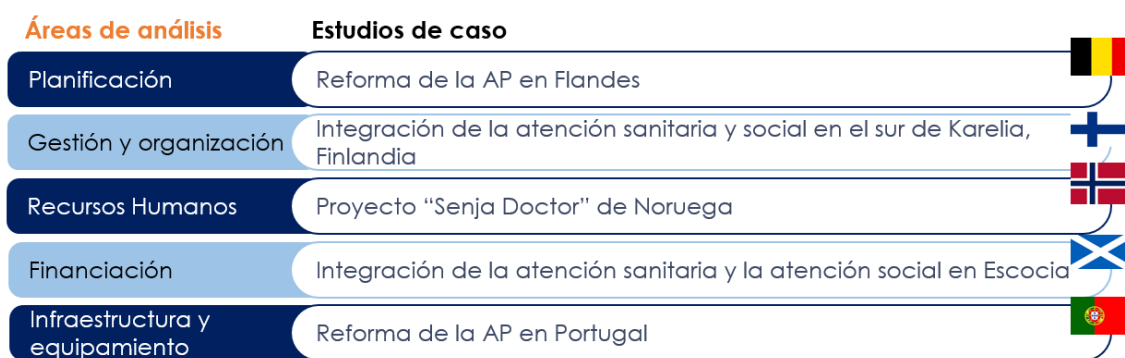 Áreas de análisis
Estudios de caso
Planificación
Reforma de la AP en Flandes
Gestión y organización
Integración de la atención sanitaria y social en el sur de Karelia,
Finlandia
Recursos Humanos
Proyecto “Senja Doctor” de Noruega
Financiación
Integración de la atención sanitaria y la atención social en Escocia
Infraestructura y
equipamiento
Reforma de la AP en Portugal